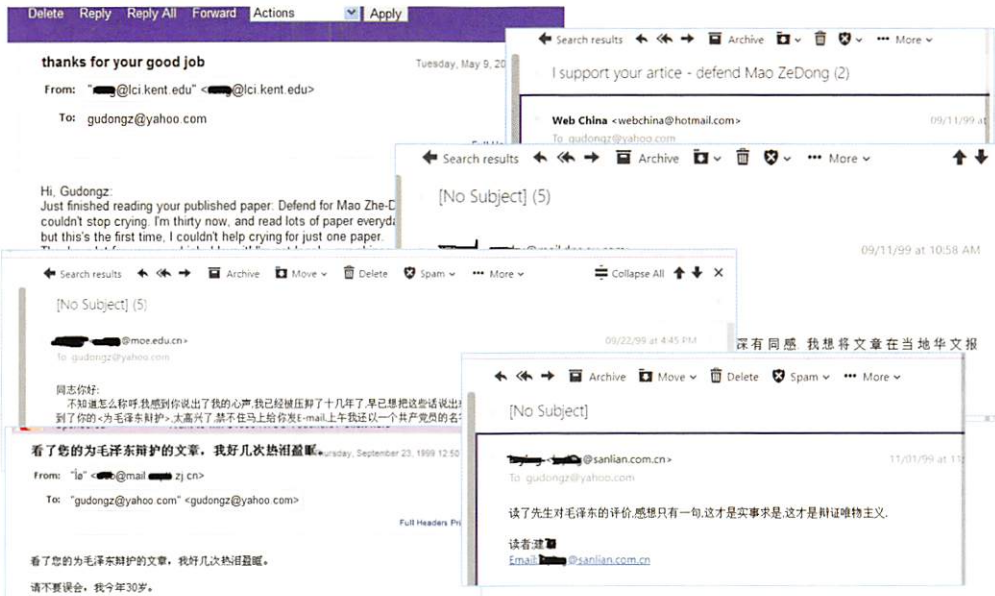 Delete Reply Reply All Forward Actions Apply
thanks for your good job
Tuesday, May 9, 20
From: "@lci.kent.edu" <@lci.kent.edu>
To: gudongz@yahoo.com
Hi, Gudongz:
Just finished reading your published paper: Defend for Mao Zhe-D
couldn't stop crying. I'm thirty now, and read lots of paper everyda
but this's the first time, I couldn't help crying for just one paper.
Search results Archive More
I support your artice - defend Mao ZeDong (2)
Web China <webchina@hotmail.com>
09/11/99 at
To gudongz@yahoo.com
Search results Archive More
[No Subject] (5)
09/11/99 at 10:58 AM
深有同感 我想将文章在当地华文报
Search results Archive Move Delete Spam More Collapse All
[No Subject] (5)
@moe.edu.cn>
09/22/99 at 4:45 PM
To gudongz@yahoo.com
同志你好:
不知道怎么称呼.我感到你说出了我的心声,我已经被压抑了十几年了,早已想把这些话说出
到了你的<为毛泽东辩护>,太高兴了,禁不住马上给你发E-mail,上午我还以一个共产党员的名
看了您的为毛泽东辩护的文章，我好几次热泪盈眶。
ursday, September 23, 1999 12:50
From: <@mail zj.cn>
To: "gudongz@yahoo.com" <gudongz@yahoo.com>
Full Headers Pri
看了您的为毛泽东辩护的文章，我好几次热泪盈眶。
请不要误会，我今年30岁。
Archive Move Delete Spam More
[No Subject]
@sanlian.com.cn>
11/01/99 at 11:
To gudongz@yahoo.com
读了先生对毛泽东的评价,感想只有一句,这才是实事求是,这才是辩证唯物主义.
读者:建
Email: @sanlian.com.cn